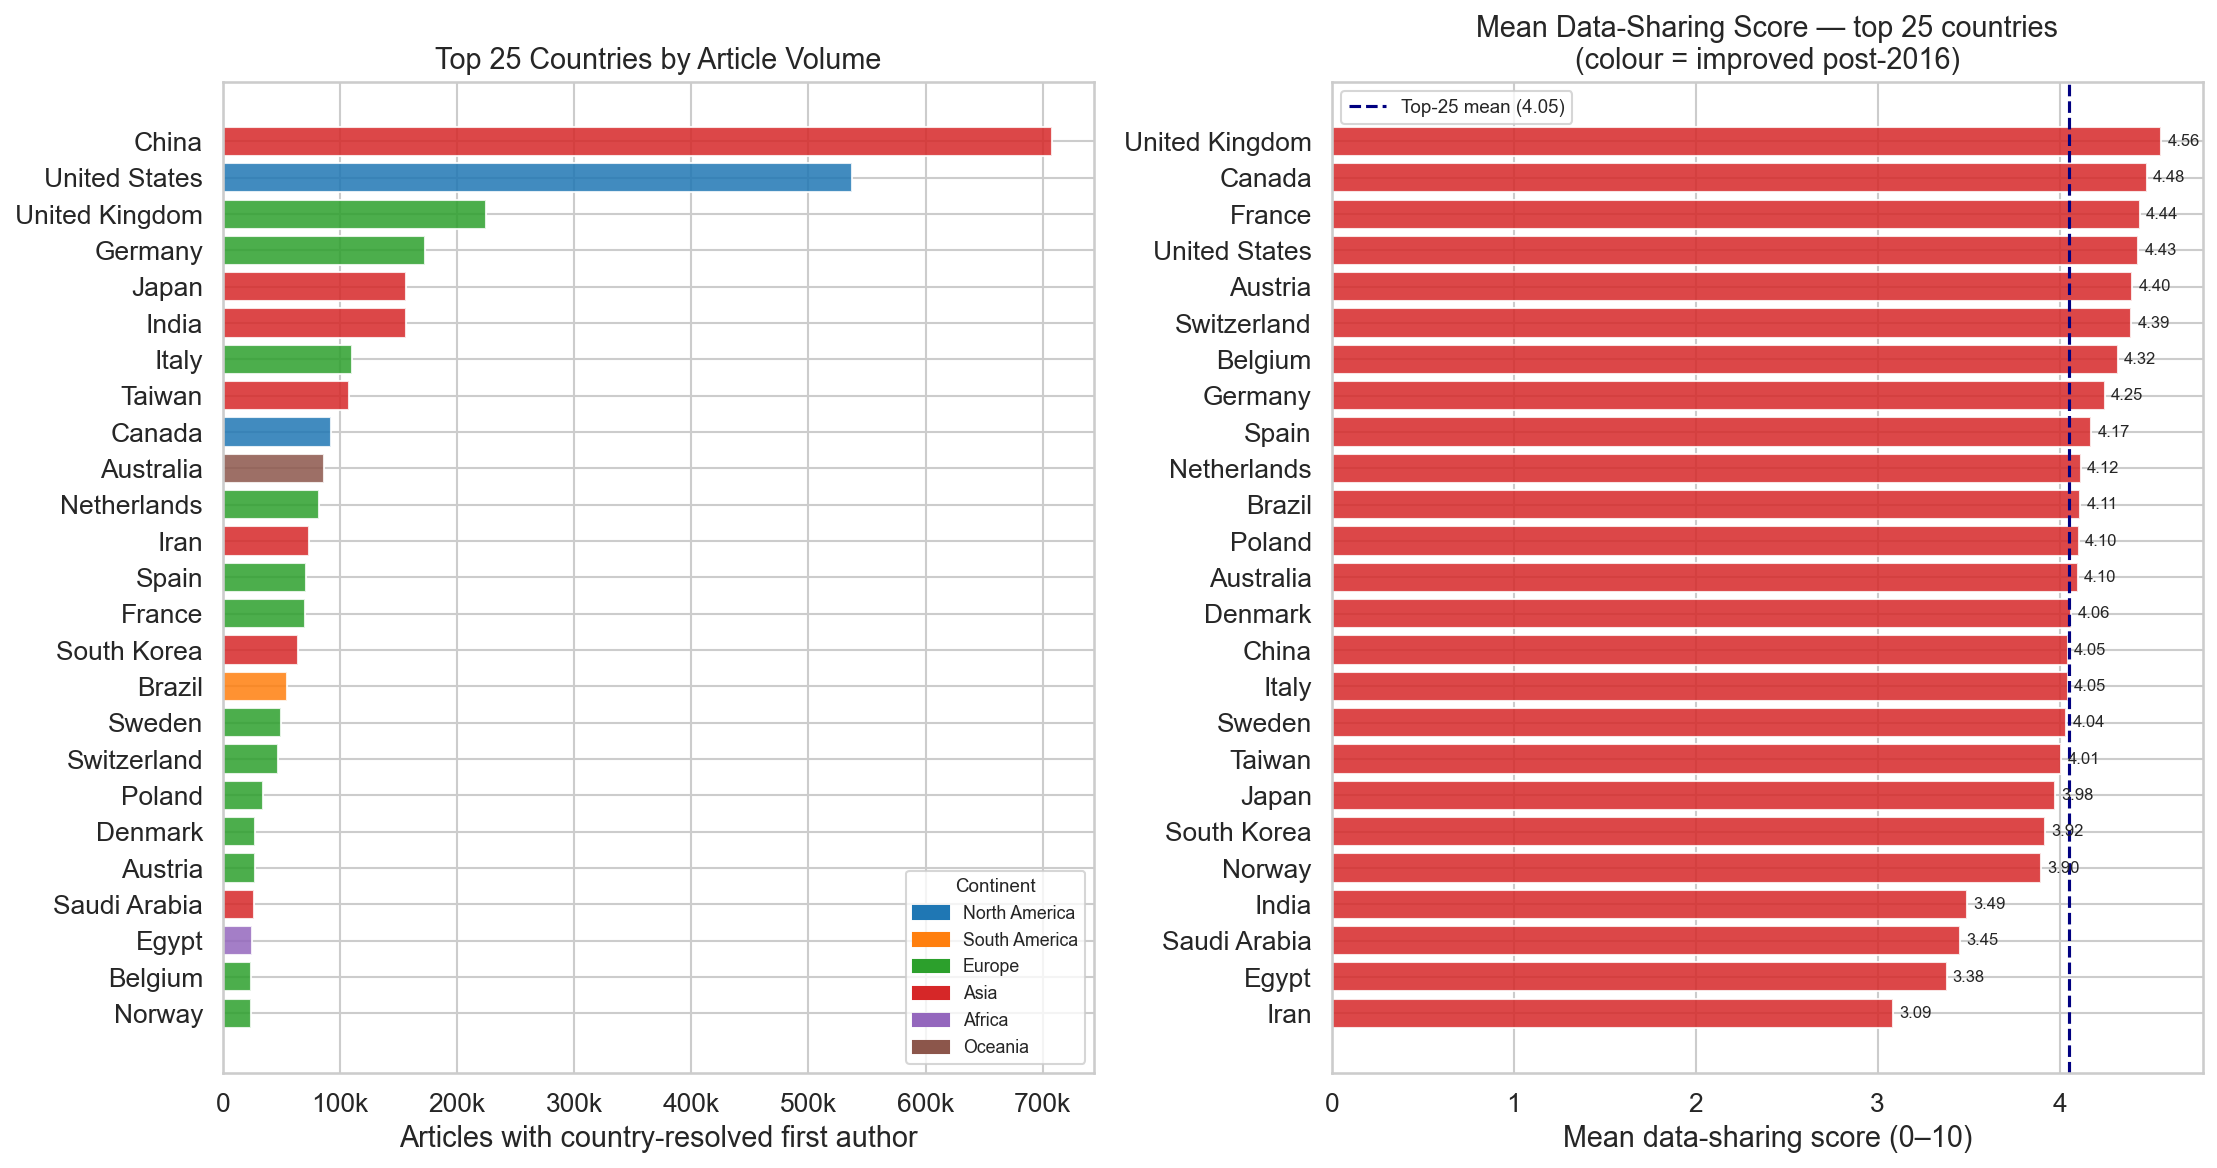 Top 25 Countries by Article Volume
China
United States
United Kingdom
Germany
Japan
India
Italy
Taiwan
Canada
Australia
Netherlands
Iran
Spain
France
South Korea
Brazil
Sweden
Switzerland
Poland
Denmark
Austria
Saudi Arabia
Egypt
Belgium
Norway
Continent
North America
South America
Europe
Asia
Africa
Oceania
0 100k 200k 300k 400k 500k 600k 700k
Articles with country-resolved first author
Mean Data-Sharing Score — top 25 countries
(colour = improved post-2016)
Top-25 mean (4.05)
United Kingdom 4.56
Canada 4.48
France 4.44
United States 4.43
Austria 4.40
Switzerland 4.39
Belgium 4.32
Germany 4.25
Spain 4.17
Netherlands 4.12
Brazil 4.11
Poland 4.10
Australia 4.10
Denmark 4.06
China 4.05
Italy 4.05
Sweden 4.04
Taiwan 4.01
Japan 3.98
South Korea 3.92
Norway 3.90
India 3.49
Saudi Arabia 3.45
Egypt 3.38
Iran 3.09
0 1 2 3 4
Mean data-sharing score (0–10)